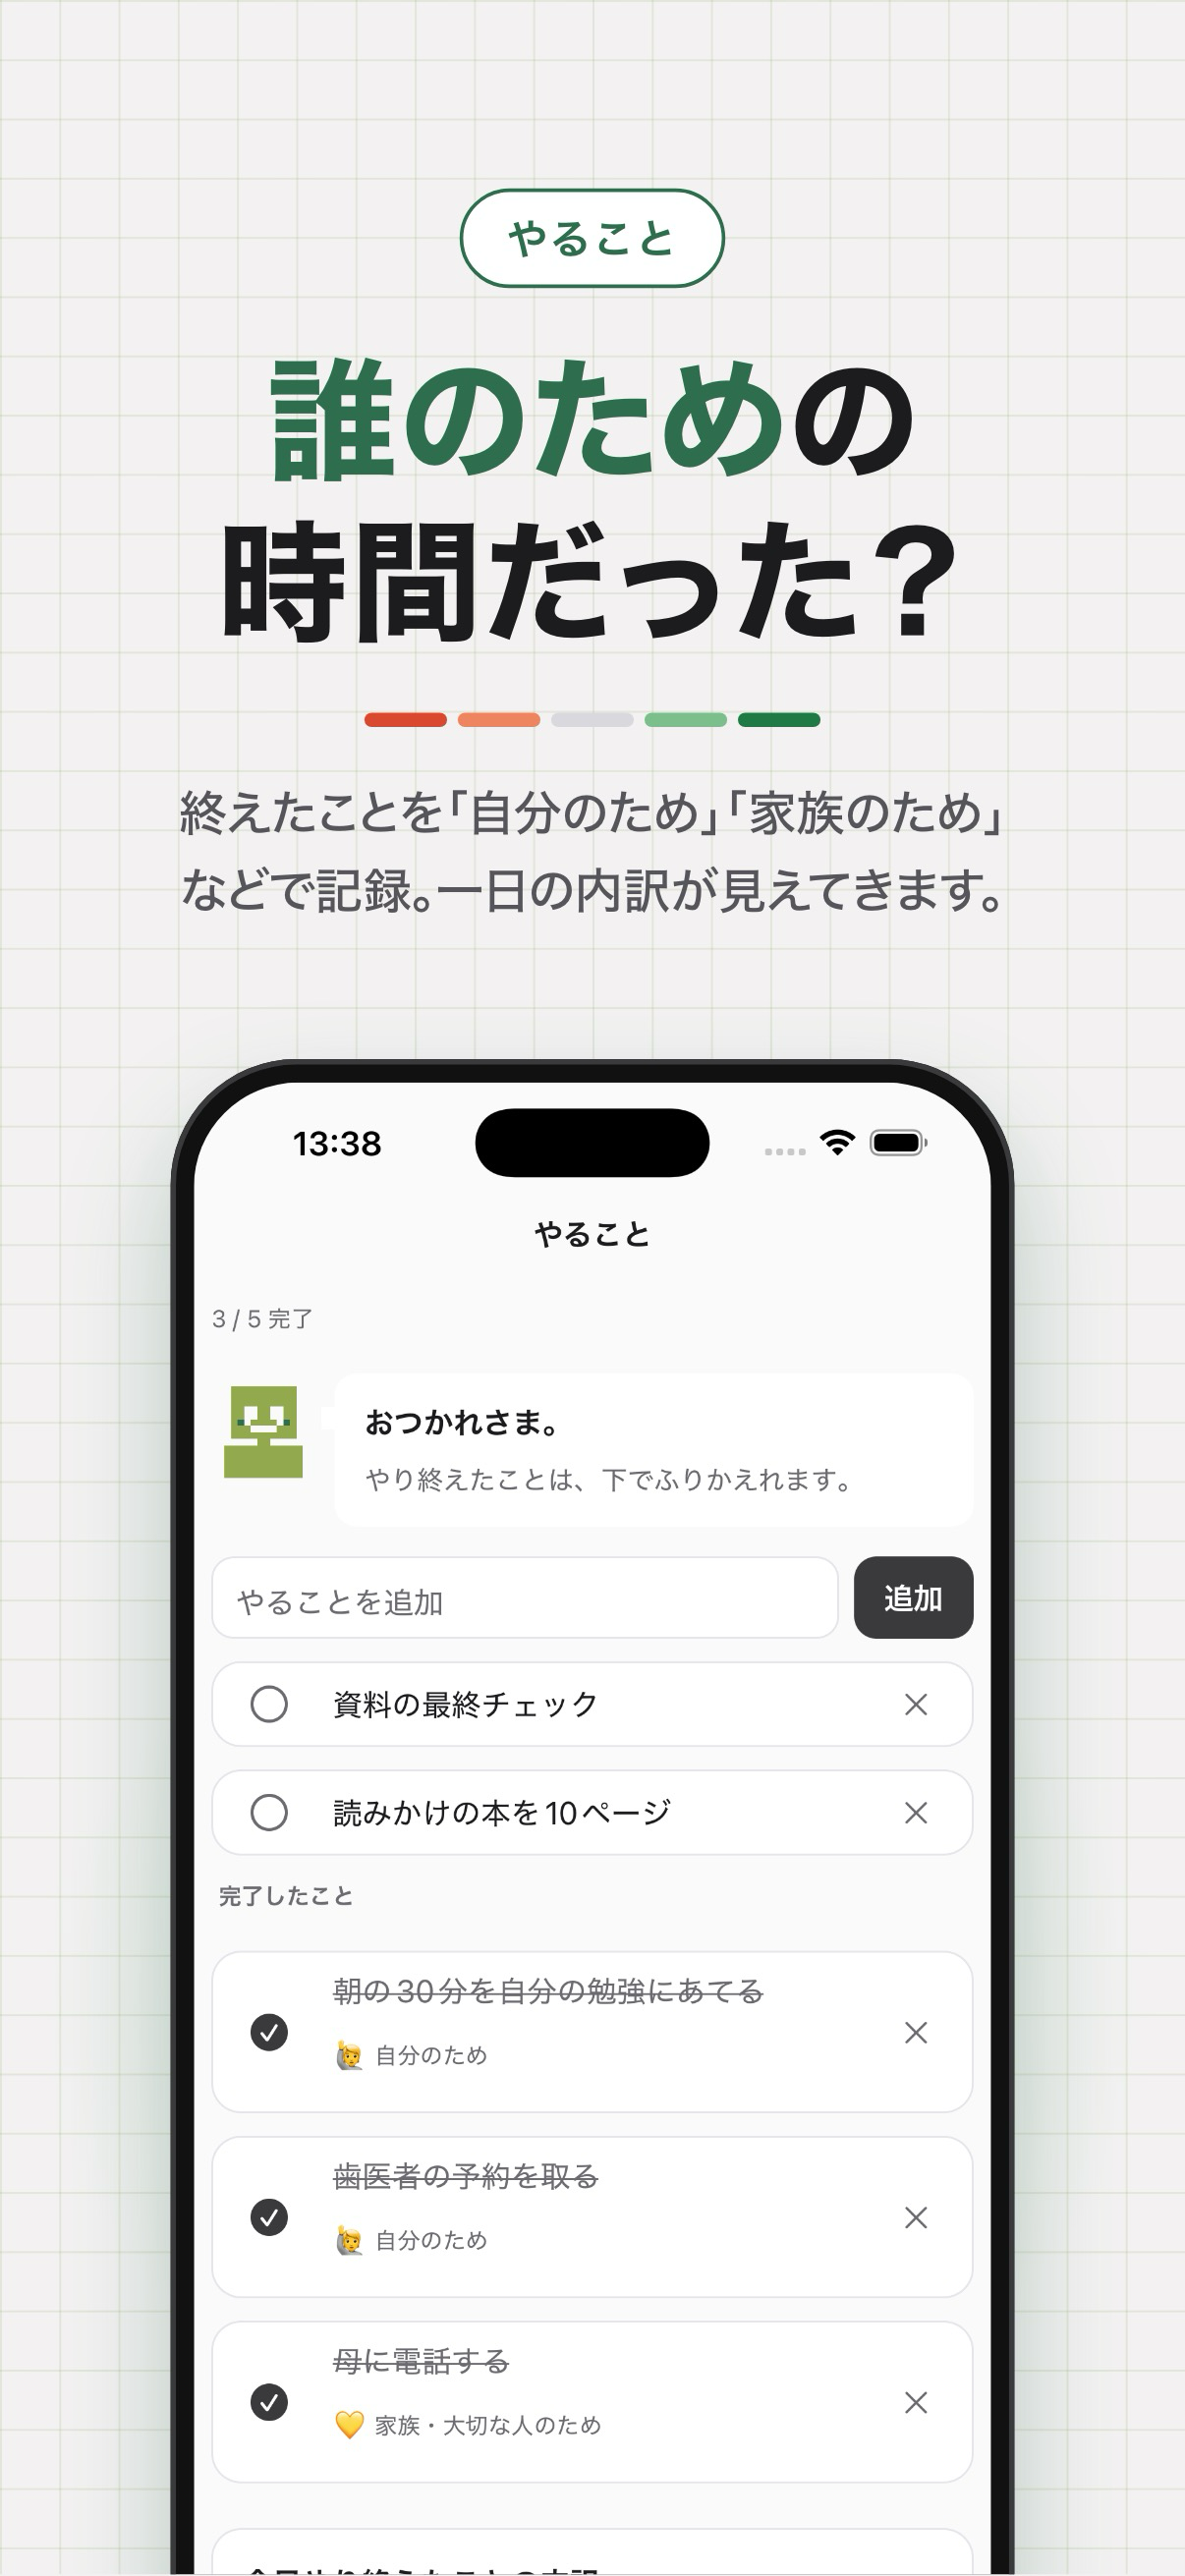 やること
誰のための
時間だった？
終えたことを「自分のため」「家族のため」
などで記録。一日の内訳が見えてきます。
13:38
やること
3 / 5 完了
おつかれさま。
やり終えたことは、下でふりかえれます。
やることを追加
追加
資料の最終チェック
読みかけの本を10ページ
完了したこと
朝の30分を自分の勉強にあてる
自分のため
歯医者の予約を取る
自分のため
母に電話する
家族・大切な人のため